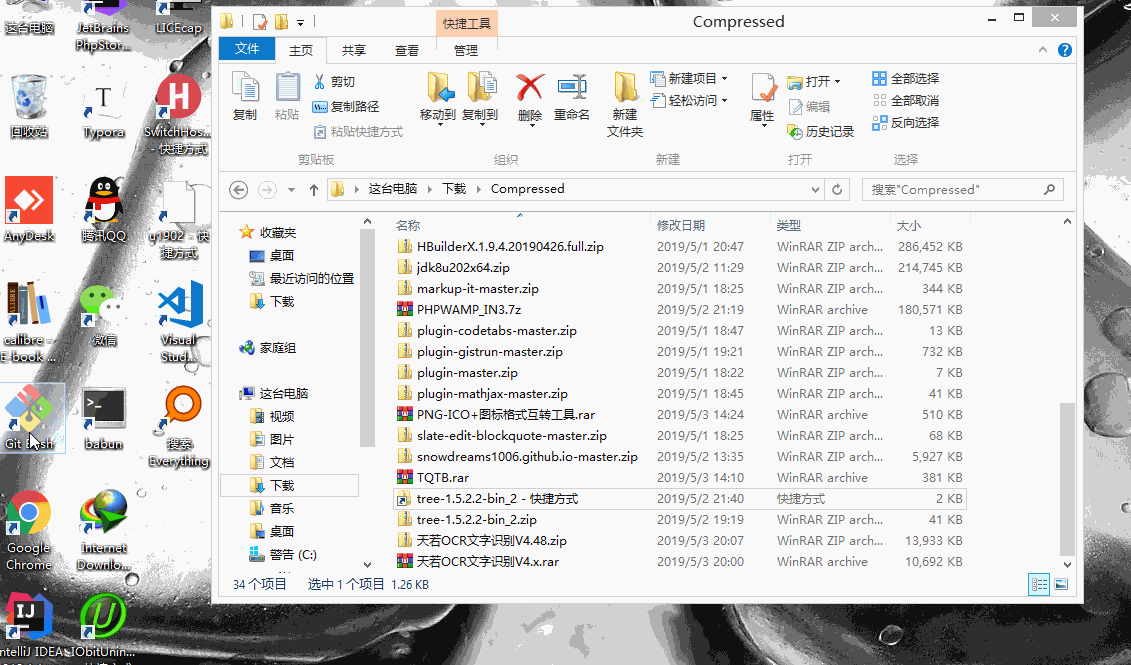 这台电脑
JetBrains
PhpStor...
LICEcap
回收站
Typora
SwitchHos...
- 快捷方式
AnyDesk
腾讯QQ
y1902 - 快
捷方式
calibre -
E-book ...
微信
Visual
Stud...
Git Bash
babun
搜索
Everything
Google
Chrome
Internet
Downlo...
ntelliJ IDEA
IObitUnin...
快捷工具
Compressed
文件
主页
共享
查看
管理
复制
粘贴
剪切
复制路径
粘贴快捷方式
剪贴板
移动到
复制到
删除
重命名
组织
新建
文件夹
新建项目
轻松访问
新建
属性
打开
编辑
历史记录
打开
全部选择
全部取消
反向选择
选择
这台电脑
下载
Compressed
搜索"Compressed"
收藏夹
桌面
最近访问的位置
下载
家庭组
这台电脑
视频
图片
文档
下载
音乐
桌面
警告 (C:)
名称 修改日期 类型 大小
HBuilderX.1.9.4.20190426.full.zip 2019/5/1 20:47 WinRAR ZIP arch... 286,452 KB
jdk8u202x64.zip 2019/5/2 11:29 WinRAR ZIP arch... 214,745 KB
markup-it-master.zip 2019/5/1 18:25 WinRAR ZIP arch... 344 KB
PHPWAMP_IN3.7z 2019/5/2 21:19 WinRAR archive 180,571 KB
plugin-codetabs-master.zip 2019/5/1 18:47 WinRAR ZIP arch... 13 KB
plugin-gistrun-master.zip 2019/5/1 19:21 WinRAR ZIP arch... 732 KB
plugin-master.zip 2019/5/1 18:22 WinRAR ZIP arch... 7 KB
plugin-mathjax-master.zip 2019/5/1 18:45 WinRAR ZIP arch... 41 KB
PNG-ICO+图标格式互转工具.rar 2019/5/3 14:24 WinRAR archive 510 KB
slate-edit-blockquote-master.zip 2019/5/1 18:25 WinRAR ZIP arch... 68 KB
snowdreams1006.github.io-master.zip 2019/5/2 13:35 WinRAR ZIP arch... 5,927 KB
TQTB.rar 2019/5/3 14:10 WinRAR archive 381 KB
tree-1.5.2.2-bin_2 - 快捷方式 2019/5/2 21:40 快捷方式 2 KB
tree-1.5.2.2-bin_2.zip 2019/5/2 19:19 WinRAR ZIP arch... 41 KB
天若OCR文字识别V4.48.zip 2019/5/3 20:07 WinRAR ZIP arch... 13,933 KB
天若OCR文字识别V4.x.rar 2019/5/3 20:00 WinRAR archive 10,692 KB
34 个项目 选中 1 个项目 1.26 KB